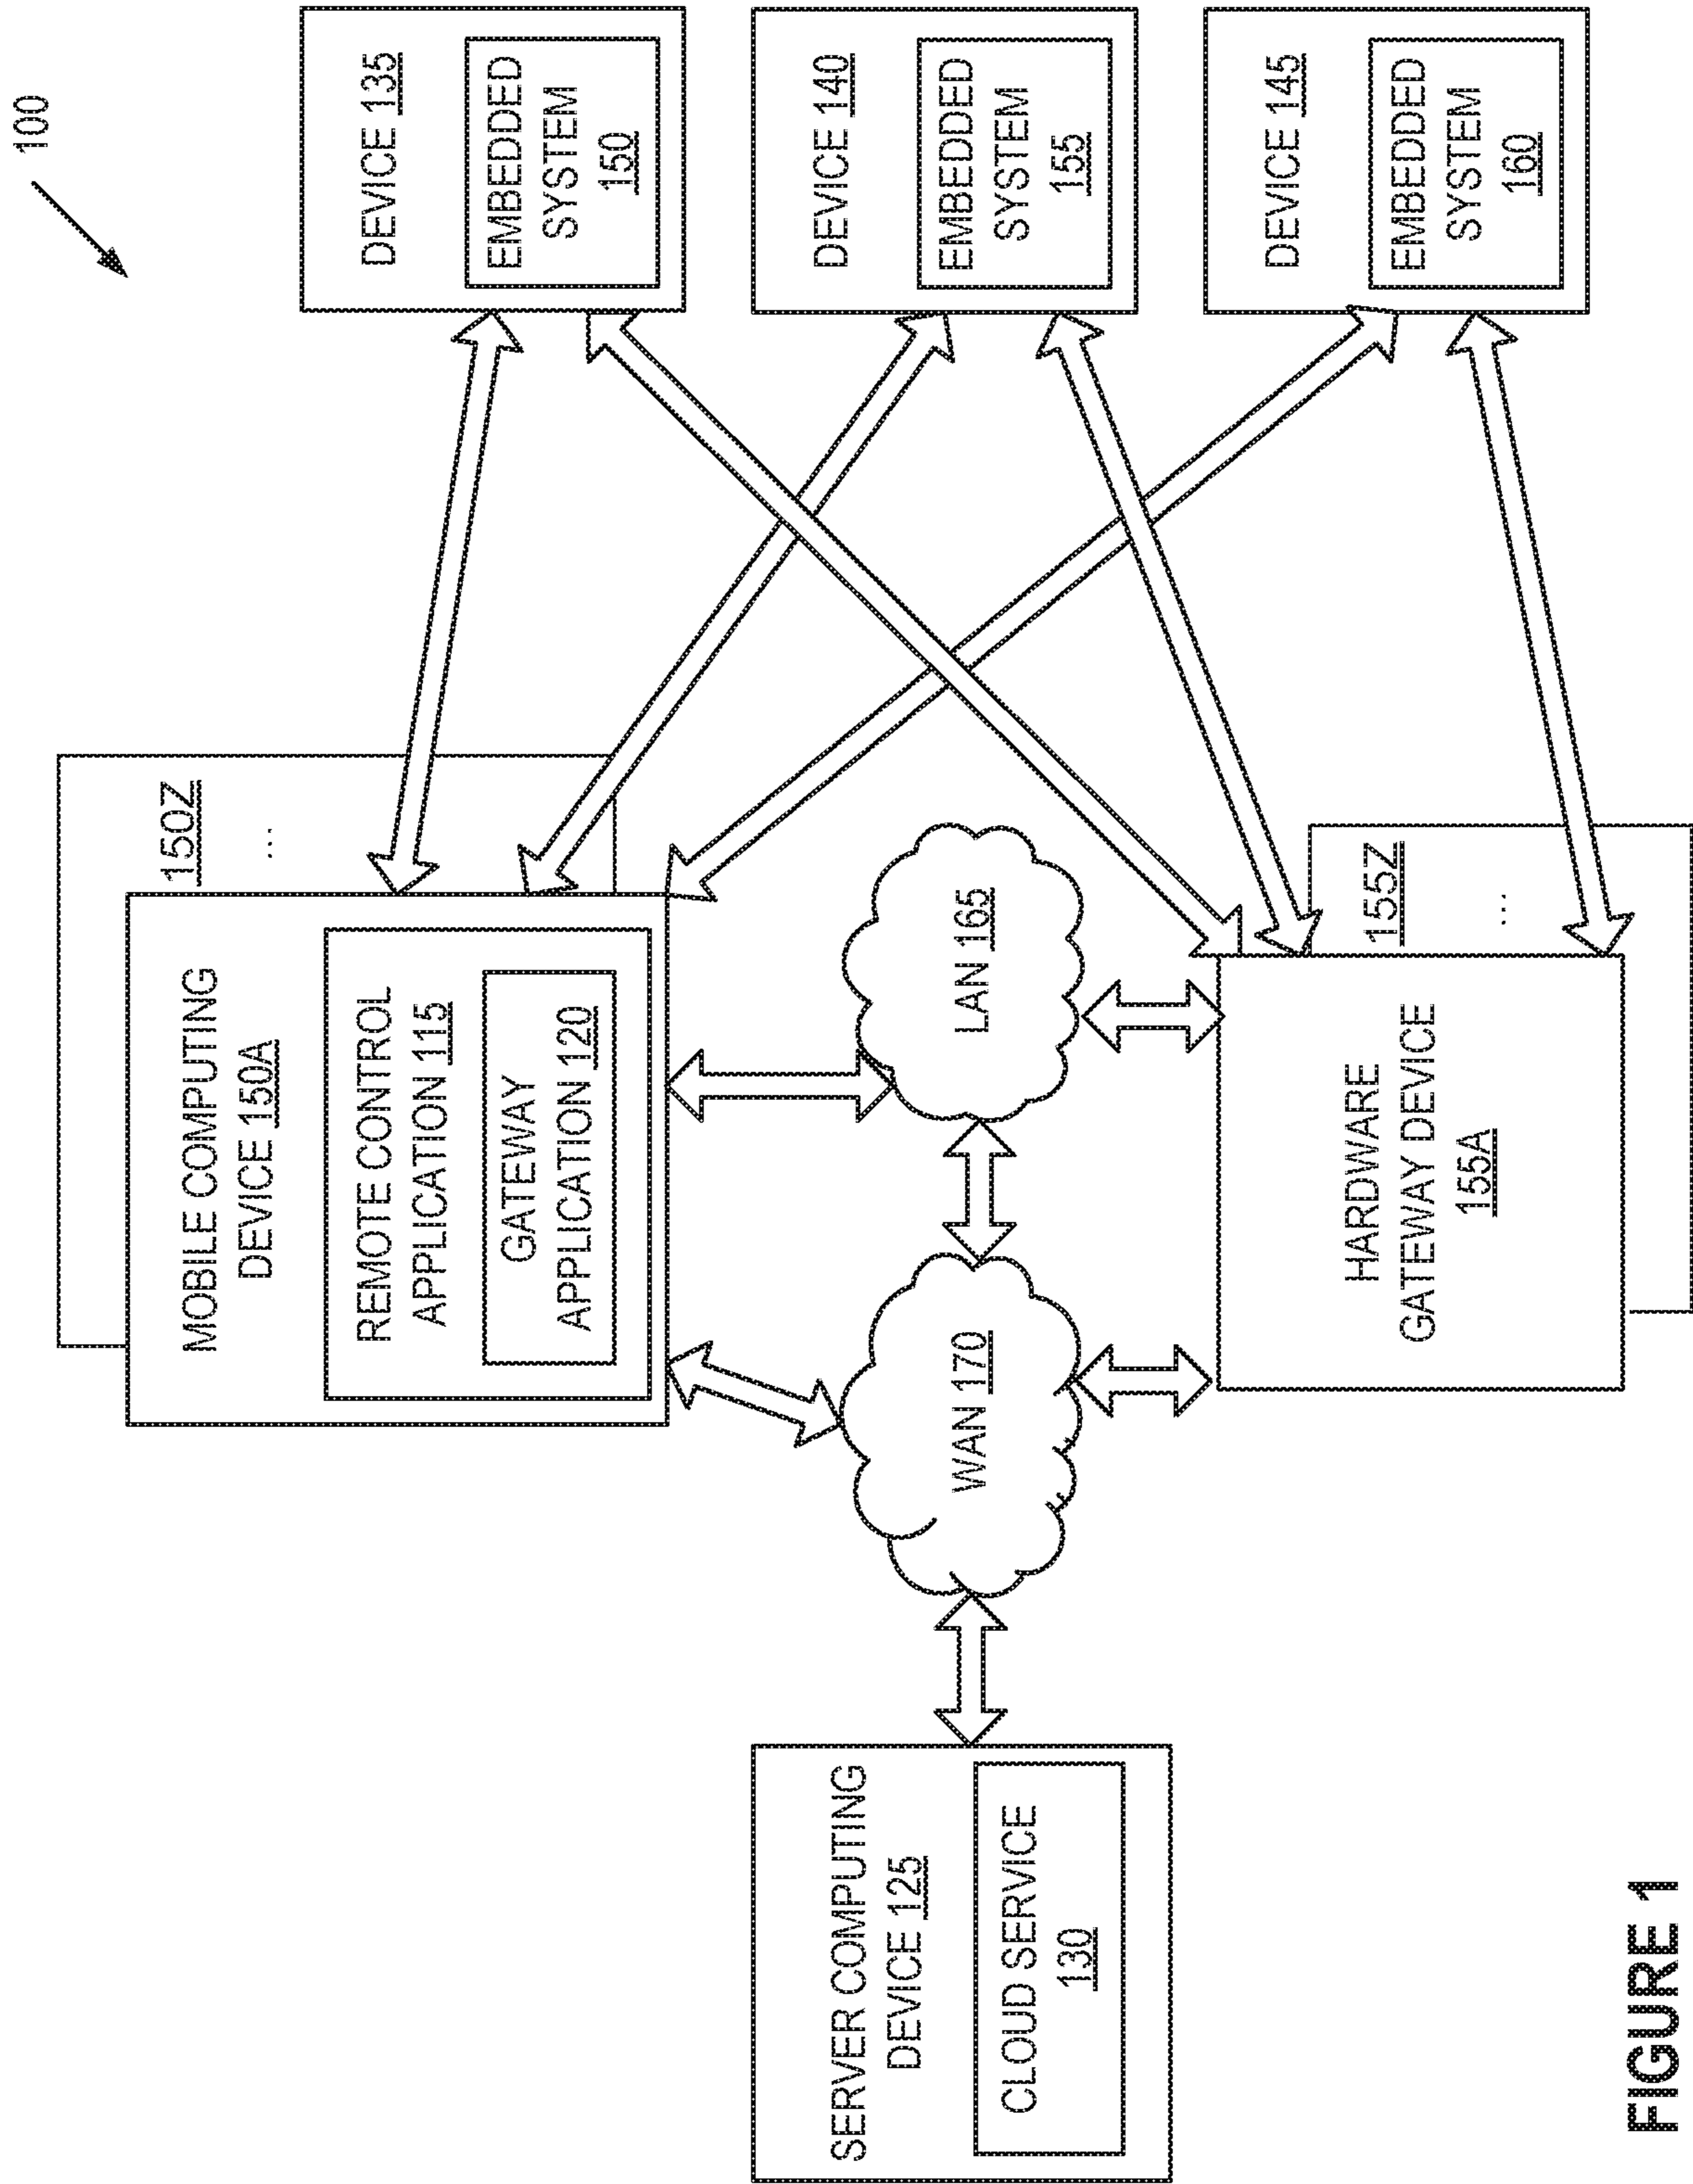 100
SERVER COMPUTING
DEVICE 125
CLOUD SERVICE
130
WAN 170
LAN 165
MOBILE COMPUTING
DEVICE 150A
REMOTE CONTROL
APPLICATION 115
GATEWAY
APPLICATION 120
150Z
...
HARDWARE
GATEWAY DEVICE
155A
155Z
...
DEVICE 135
EMBEDDED
SYSTEM
150
DEVICE 140
EMBEDDED
SYSTEM
155
DEVICE 145
EMBEDDED
SYSTEM
160
FIGURE 1